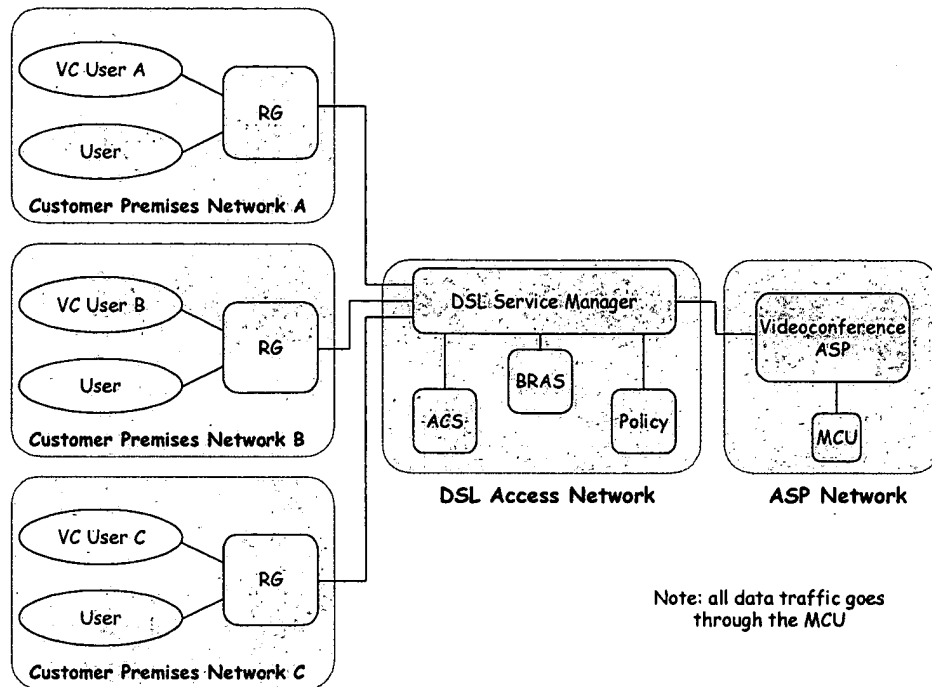 VC User A
RG
User
Customer Premises Network A
VC User B
RG
User
Customer Premises Network B
VC User C
RG
User
Customer Premises Network C
DSL Service Manager
ACS
BRAS
Policy
DSL Access Network
Videoconference
ASP
MCU
ASP Network
Note: all data traffic goes
through the MCU